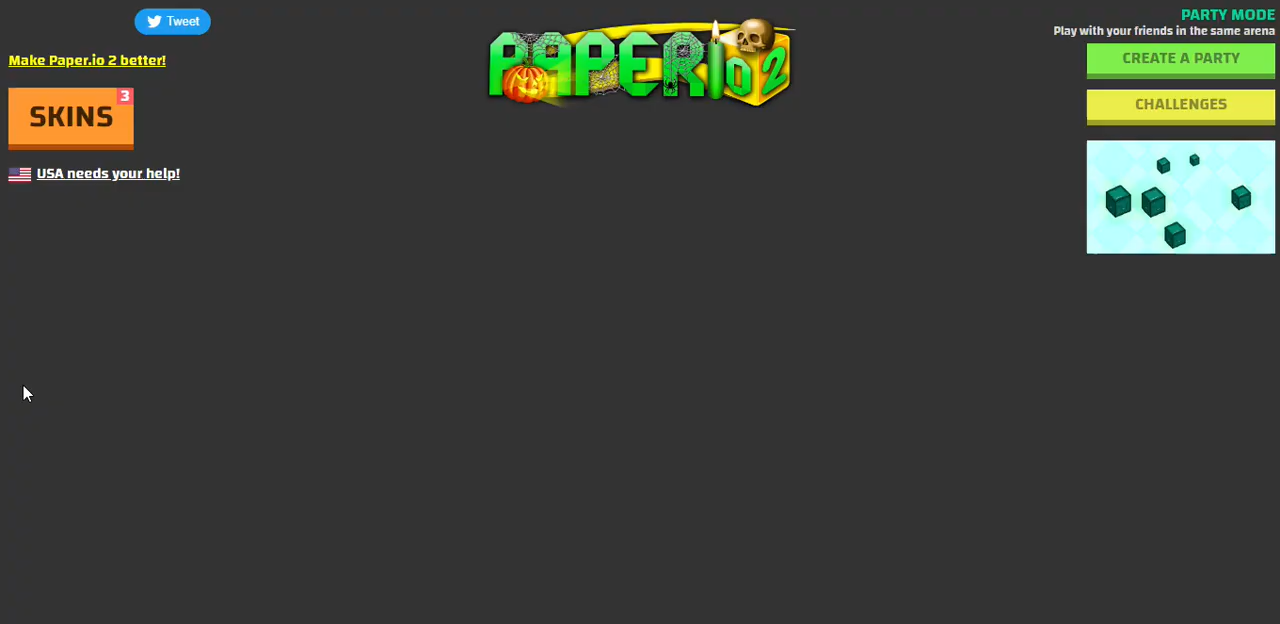 Tweet
Make Paper.io 2 better!
SKINS
3
USA needs your help!
PAPER io 2
PARTY MODE
Play with your friends in the same arena
CREATE A PARTY
CHALLENGES